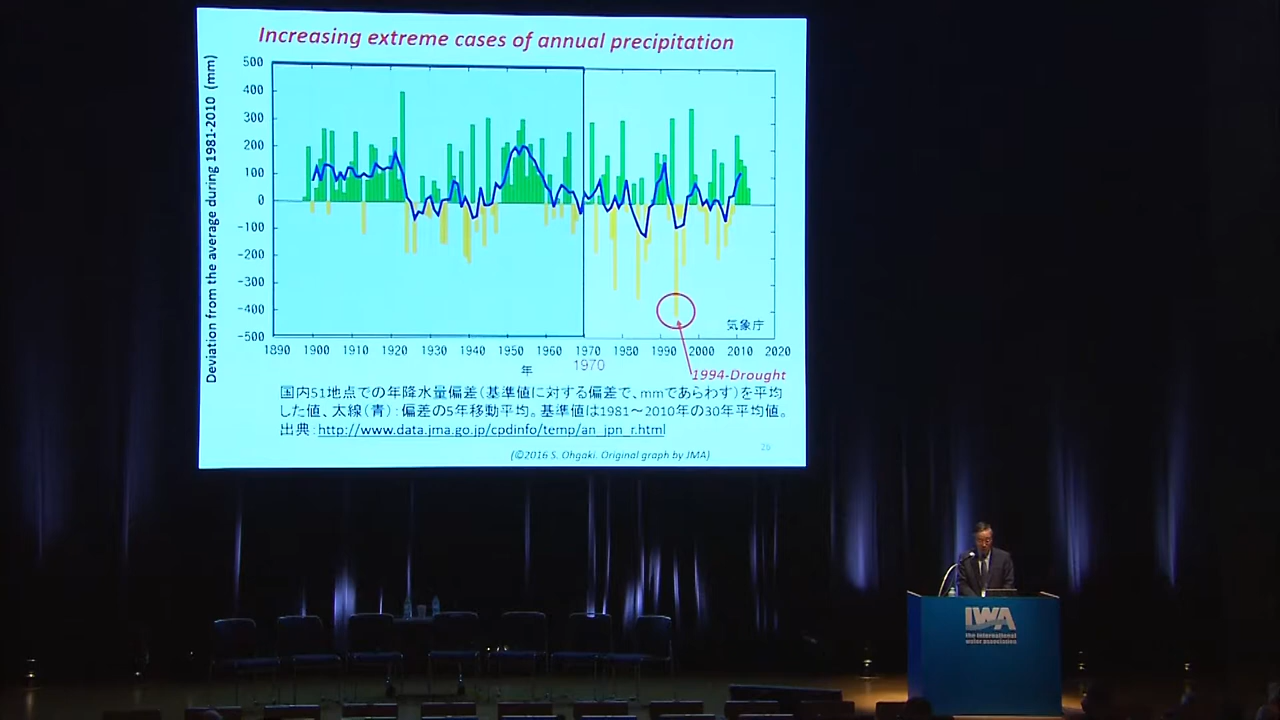 Increasing extreme cases of annual precipitation
Deviation from the average during 1981-2010 (mm)
500
400
300
200
100
0
-100
-200
-300
-400
-500
気象庁
1890 1900 1910 1920 1930 1940 1950 1960 1970 1980 1990 2000 2010 2020
年
1970
1994-Drought
国内51地点での年降水量偏差(基準値に対する偏差で、mmであらわす)を平均
した値、太線(青):偏差の5年移動平均。基準値は1981~2010年の30年平均値。
出典:http://www.data.jma.go.jp/cpdinfo/temp/an_jpn_r.html
(©2016 S. Ohgaki. Original graph by JMA)
26
IWA
the international
water association